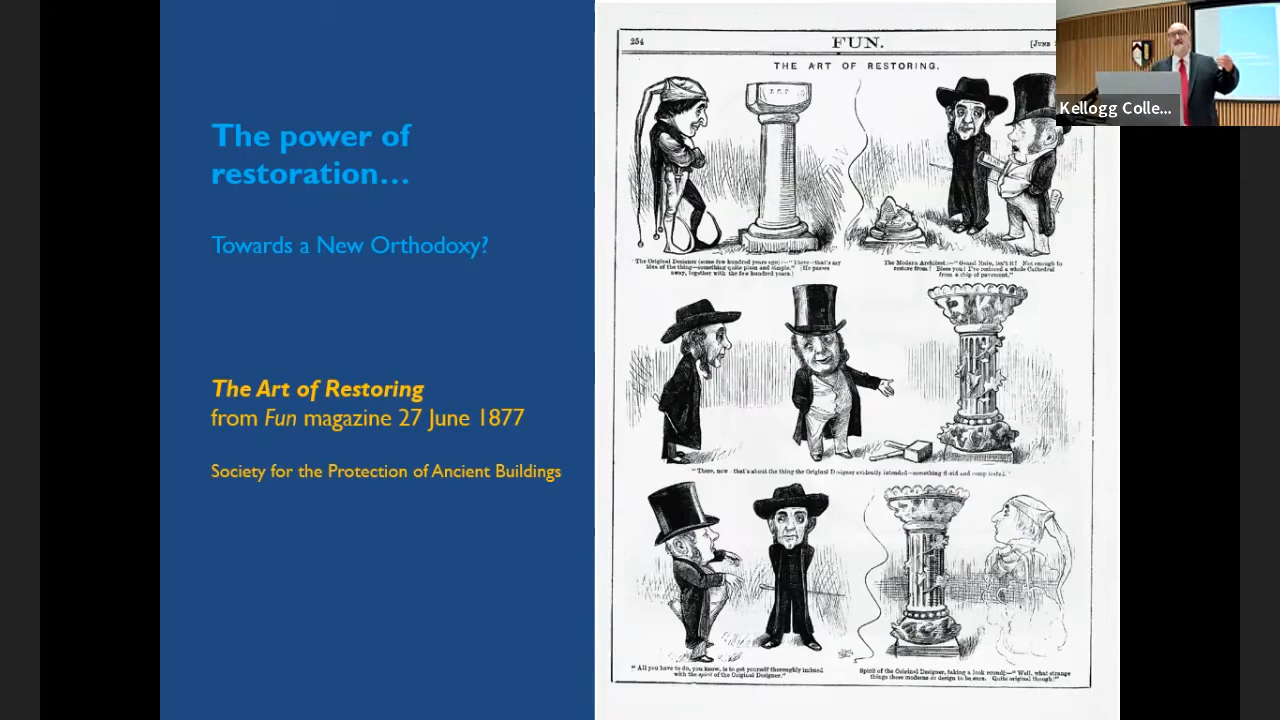 The power of
restoration...
Towards a New Orthodoxy?
The Art of Restoring
from Fun magazine 27 June 1877
Society for the Protection of Ancient Buildings
254
FUN.
[JUNE
THE ART OF RESTORING.
The Original Designer (some few hundred years ago):—"There—that's my
idea of the thing—something quite plain and simple." (He passes
away, together with the few hundred years.)
The Modern Architect:—"Grand Ruin, isn't it! Not enough to
restore from? Bless you! I've restored a whole Cathedral
from a chip of pavement."
"There, now—that's about the thing the Original Designer evidently intended—something
"All you have to do, you know, is to get yourself thoroughly imbued
with the spirit of the Original Designer."
Spirit of the Original Designer, taking a look round:—"Well, what strange
things these moderns do design to be sure. Quite original though!"
Kellogg Colle...